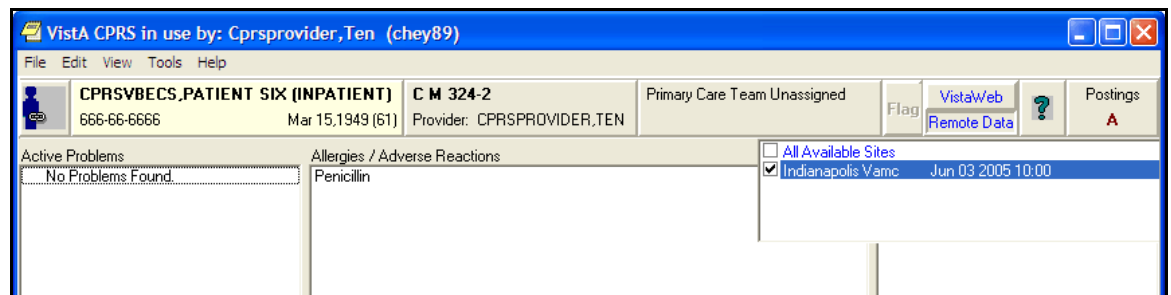 VistA CPRS in use by: Cprsprovider,Ten (chey89)
File Edit View Tools Help
CPRSVBECS,PATIENT SIX (INPATIENT)
666-66-6666 Mar 15,1949 (61)
C M 324-2
Provider: CPRSPROVIDER,TEN
Primary Care Team Unassigned
Flag
VistaWeb
Remote Data
?
Postings
A
Active Problems
No Problems Found.
Allergies / Adverse Reactions
Penicillin
All Available Sites
Indianapolis Vamc Jun 03 2005 10:00